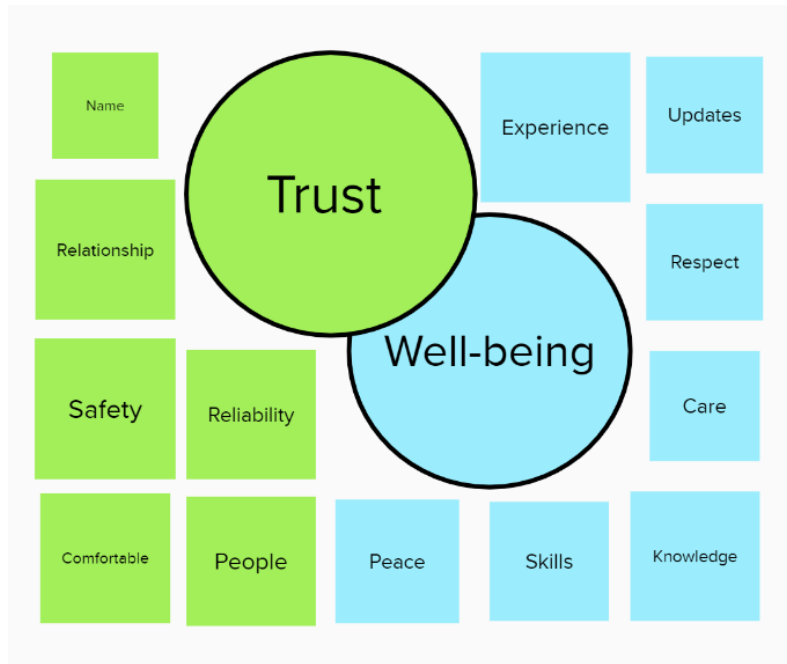 Name
Trust
Experience
Updates
Relationship
Respect
Well-being
Safety
Reliability
Care
Comfortable
People
Peace
Skills
Knowledge